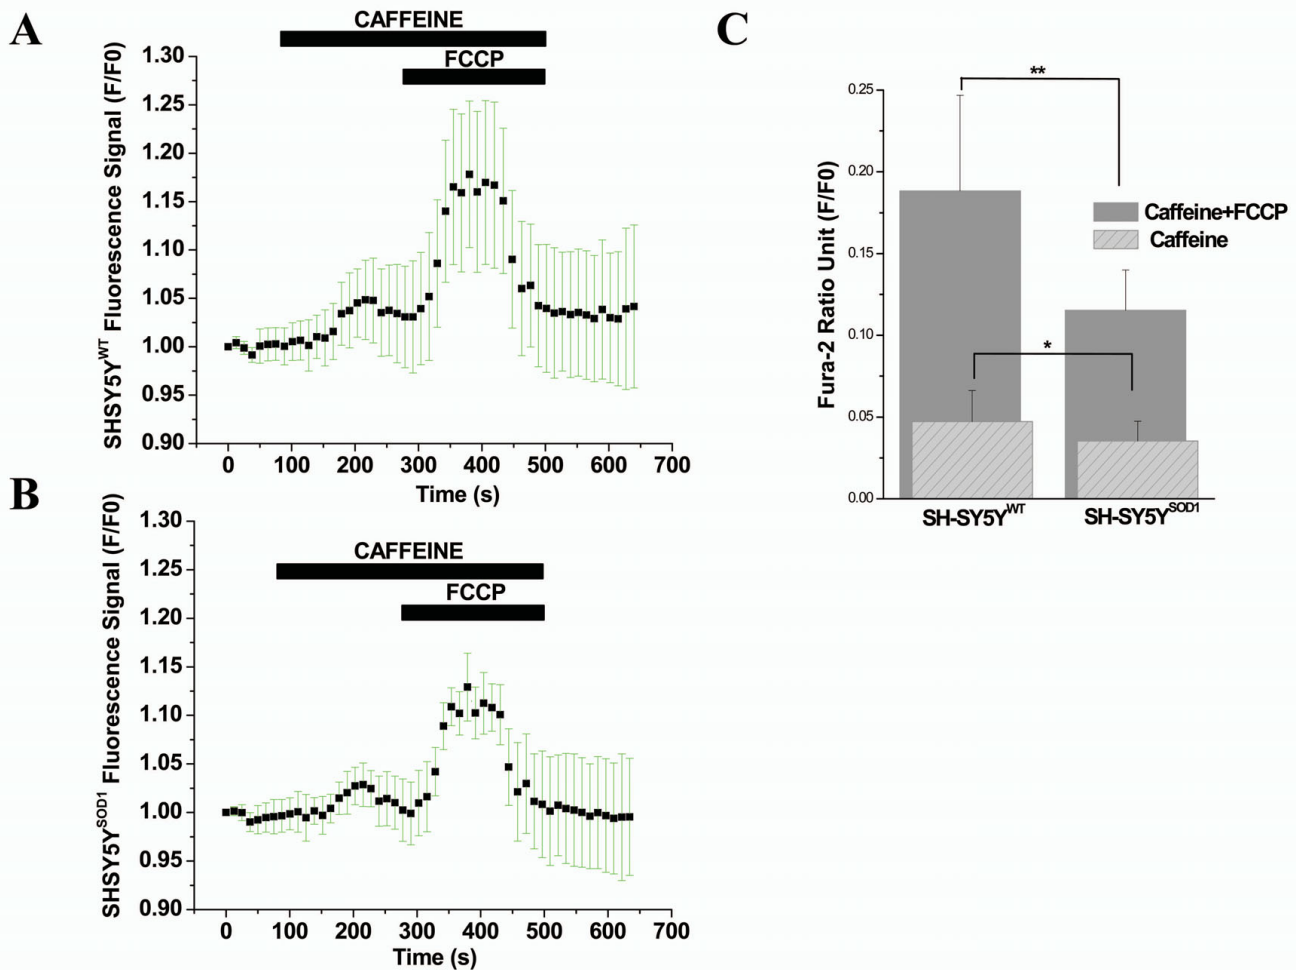 A
CAFFEINE
FCCP
1.30
1.25
1.20
1.15
1.10
1.05
1.00
0.95
0.90
SHSY5Y^WT Fluorescence Signal (F/F0)
0 100 200 300 400 500 600 700
Time (s)
B
CAFFEINE
FCCP
1.30
1.25
1.20
1.15
1.10
1.05
1.00
0.95
0.90
SHSY5Y^SOD1 Fluorescence Signal (F/F0)
0 100 200 300 400 500 600 700
Time (s)
C
**
*
0.25
0.20
0.15
0.10
0.05
0.00
Fura-2 Ratio Unit (F/F0)
Caffeine+FCCP
Caffeine
SH-SY5Y^WT SH-SY5Y^SOD1